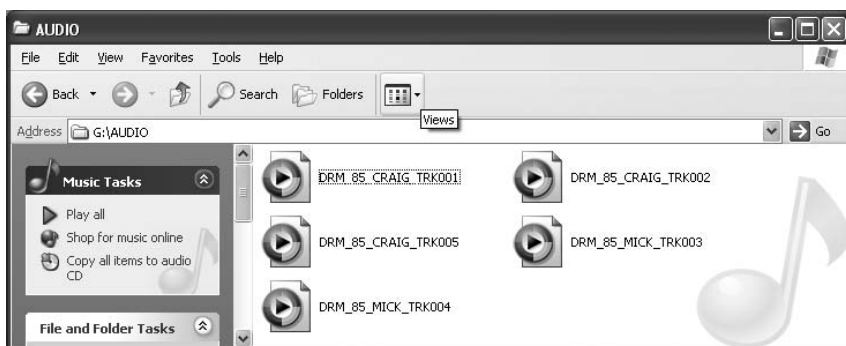 AUDIO
File Edit View Favorites Tools Help
Back Search Folders
Views
Address G:\AUDIO Go
Music Tasks
Play all
Shop for music online
Copy all items to audio
CD
File and Folder Tasks
DRM_85_CRAIG_TRK001 DRM_85_CRAIG_TRK002
DRM_85_CRAIG_TRK005 DRM_85_MICK_TRK003
DRM_85_MICK_TRK004